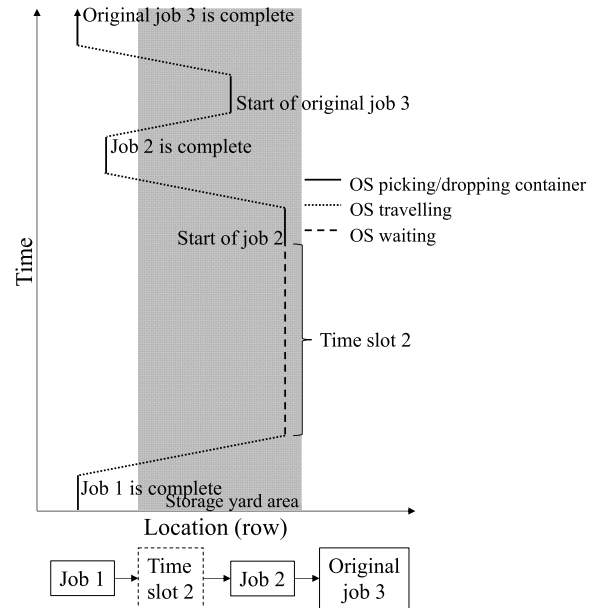 Original job 3 is complete
Start of original job 3
Job 2 is complete
OS picking/dropping container
OS travelling
Start of job 2
OS waiting
Time
Time slot 2
Job 1 is complete
Storage yard area
Location (row)
Job 1
Time
slot 2
Job 2
Original
job 3